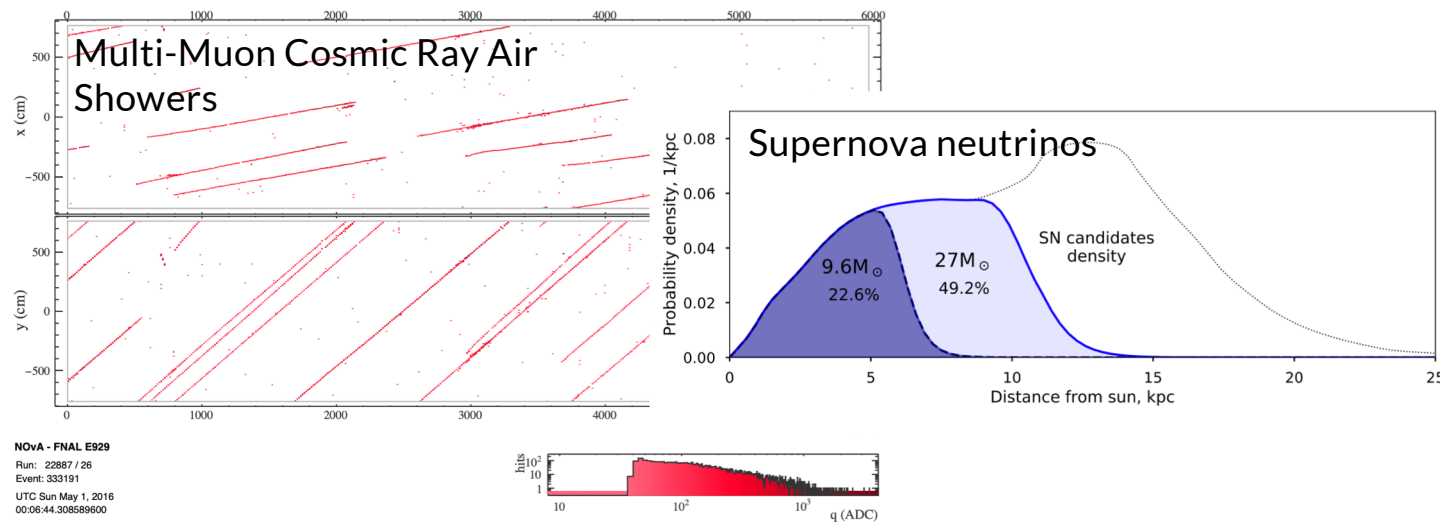 0 1000 2000 3000 4000 5000 6000
Multi-Muon Cosmic Ray Air
Showers
x (cm)
500
0
−500
y (cm)
500
0
−500
0 1000 2000 3000 4000
Supernova neutrinos
Probability density, 1/kpc
0.08
0.06
0.04
0.02
0.00
SN candidates
density
9.6M☉
22.6%
27M☉
49.2%
0 5 10 15 20 25
Distance from sun, kpc
NOvA - FNAL E929
Run: 22887 / 26
Event: 333191
UTC Sun May 1, 2016
00:06:44.308589600
hits
10²
10
1
10 10² 10³
q (ADC)